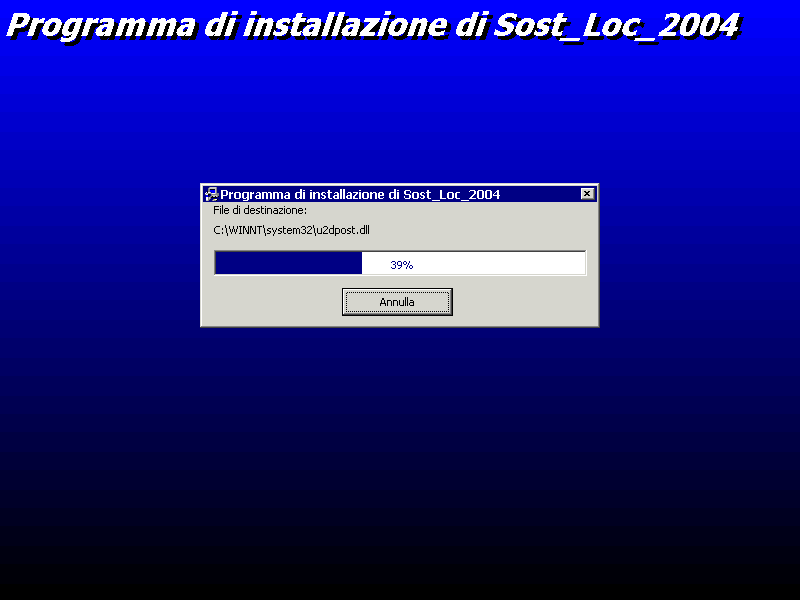 Programma di installazione di Sost_Loc_2004
Programma di installazione di Sost_Loc_2004
File di destinazione:
C:\WINNT\system32\u2dpost.dll
39%
Annulla